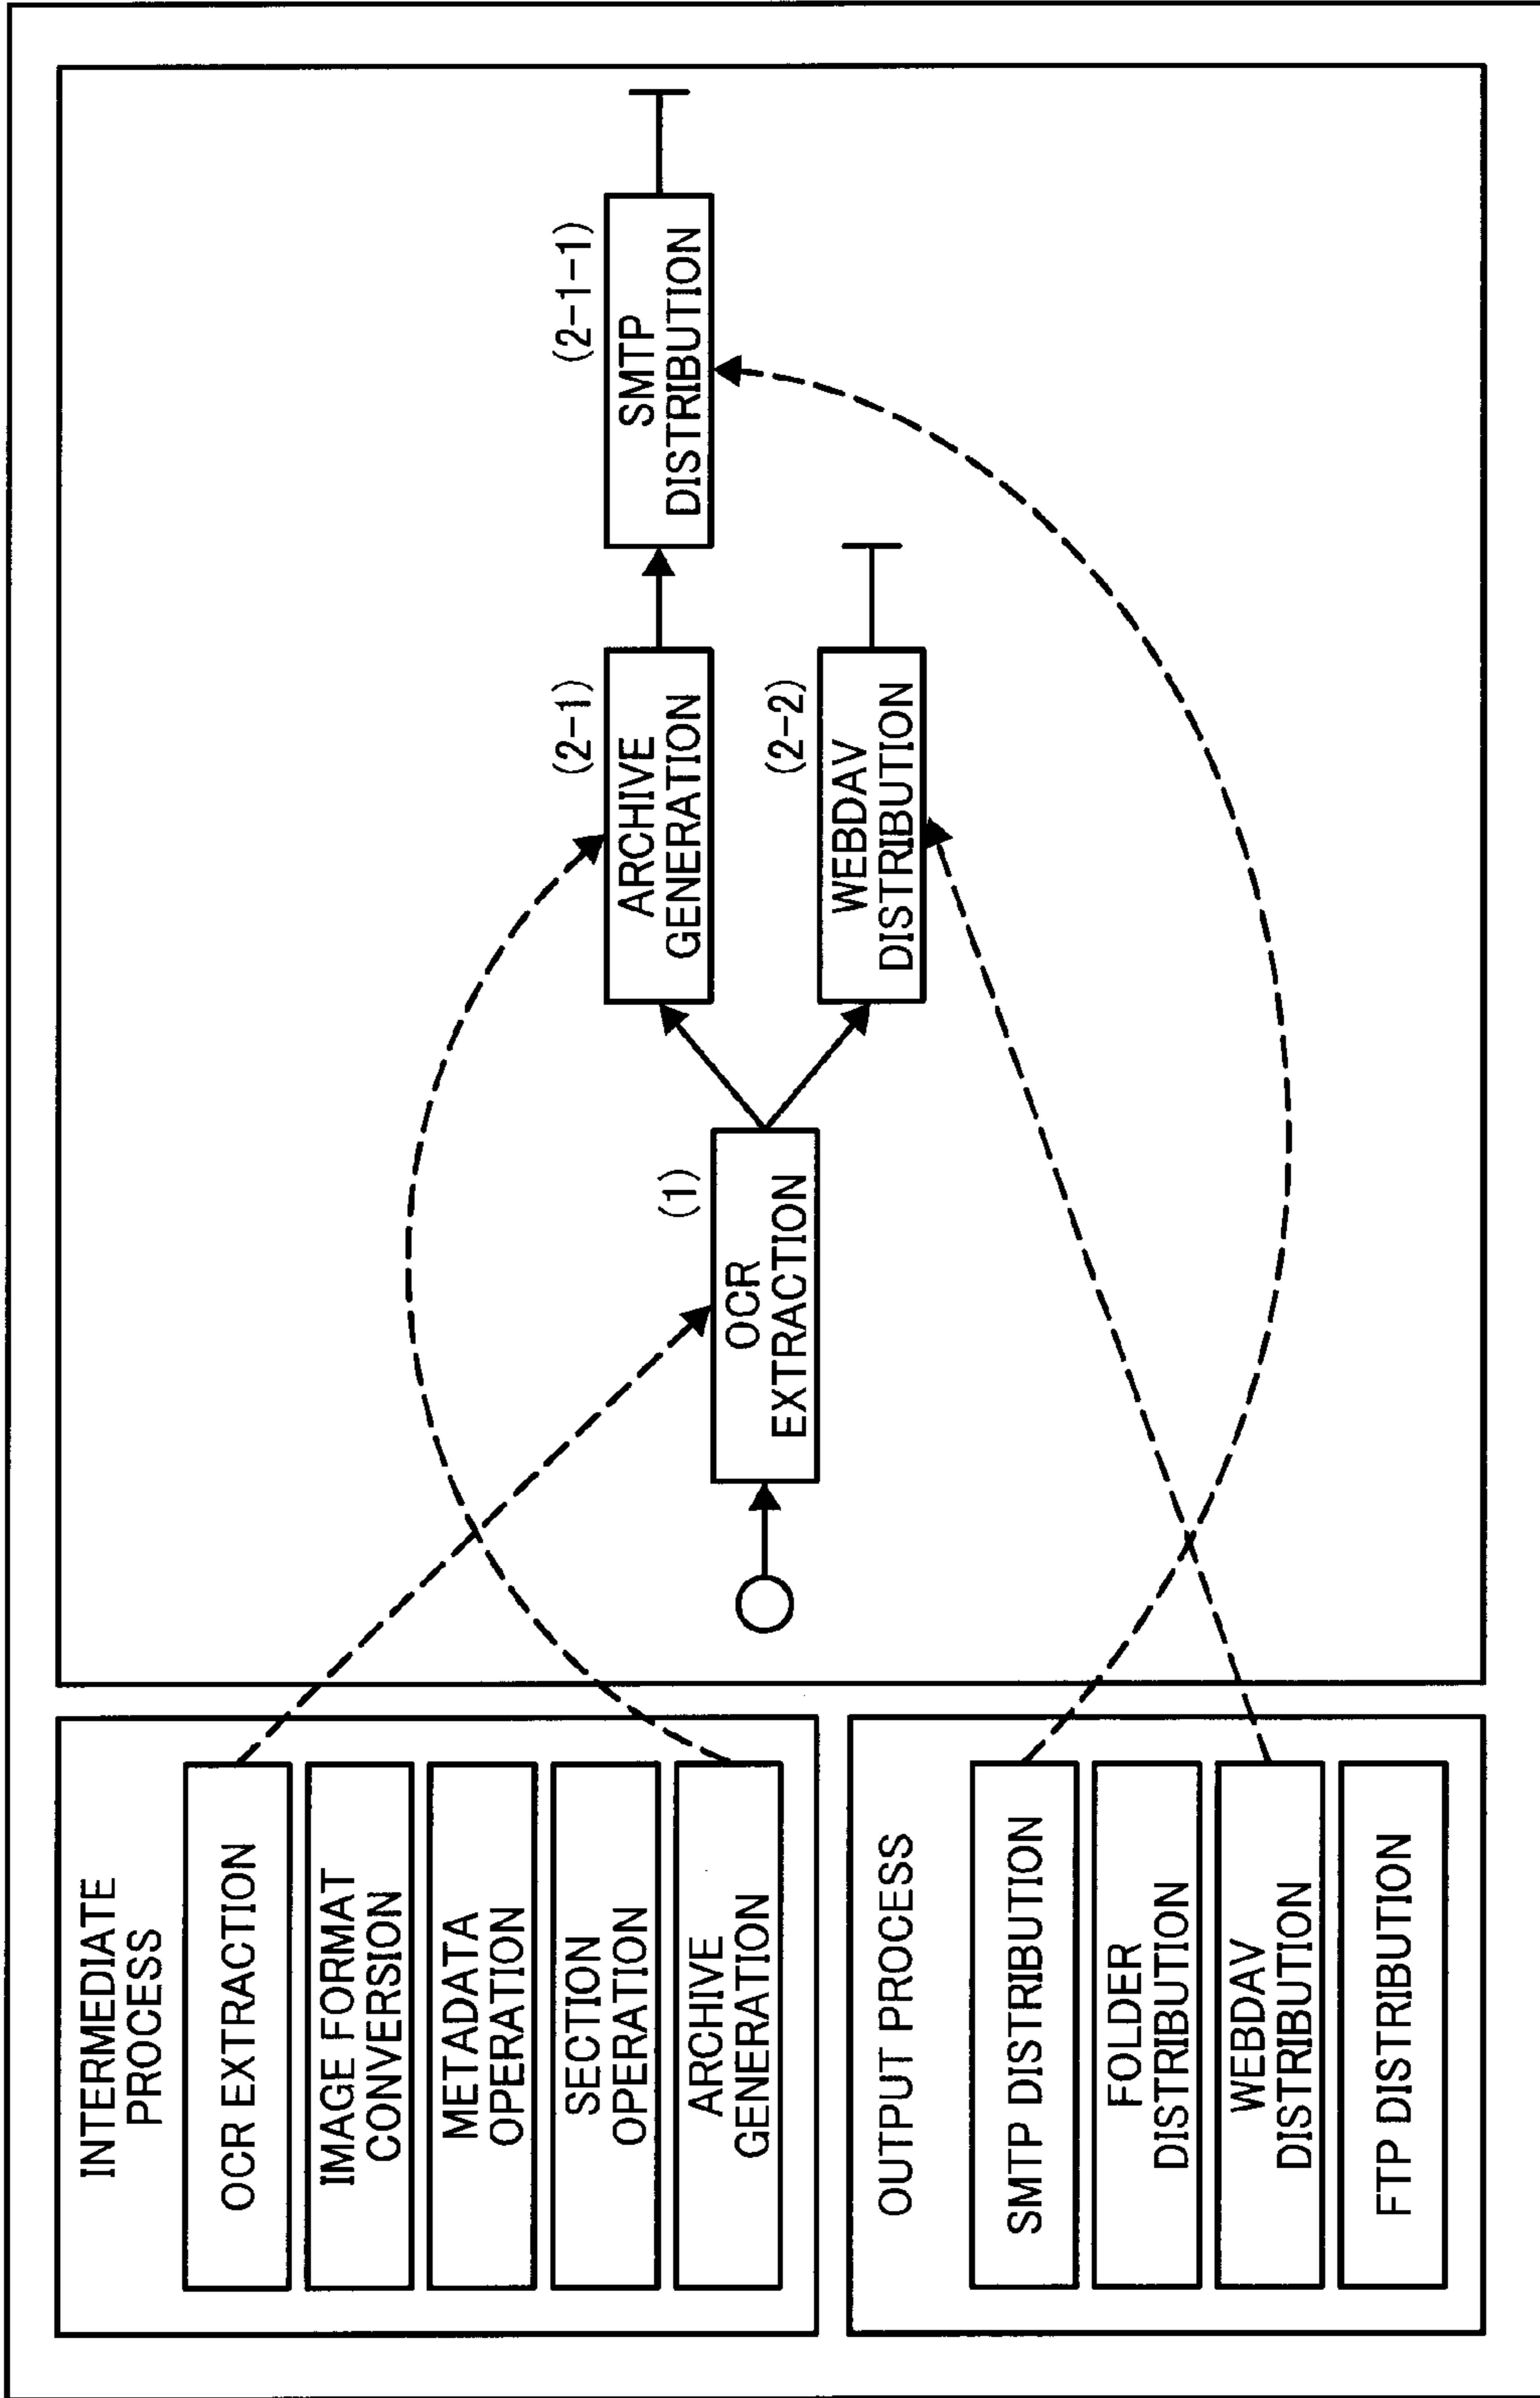 INTERMEDIATE
PROCESS
OCR EXTRACTION
IMAGE FORMAT
CONVERSION
METADATA
OPERATION
SECTION
OPERATION
ARCHIVE
GENERATION
OUTPUT PROCESS
SMTP DISTRIBUTION
FOLDER
DISTRIBUTION
WEBDAV
DISTRIBUTION
FTP DISTRIBUTION
(1)
OCR
EXTRACTION
(2-1)
ARCHIVE
GENERATION
(2-2)
WEBDAV
DISTRIBUTION
(2-1-1)
SMTP
DISTRIBUTION